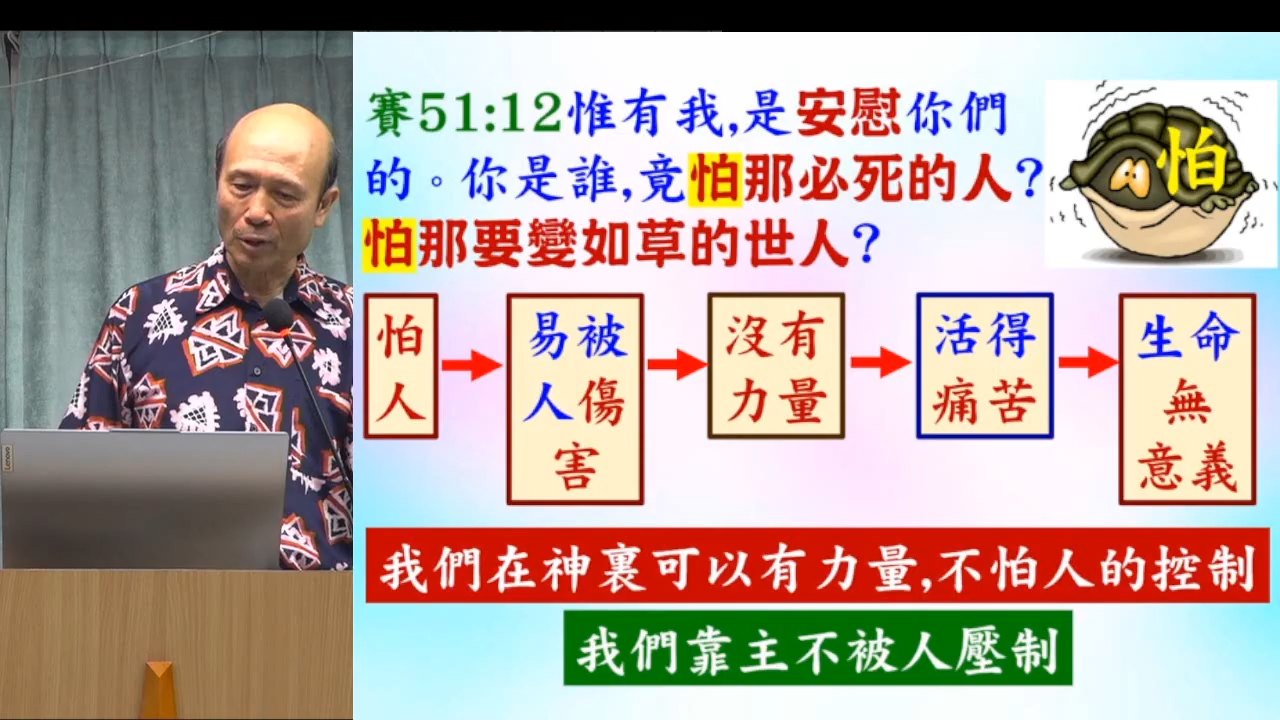 賽51:12惟有我,是安慰你們
的。你是誰,竟怕那必死的人?
怕那要變如草的世人?
怕
怕
人
易被
人傷
害
沒有
力量
活得
痛苦
生命
無
意義
我們在神裏可以有力量,不怕人的控制
我們靠主不被人壓制
Lenovo